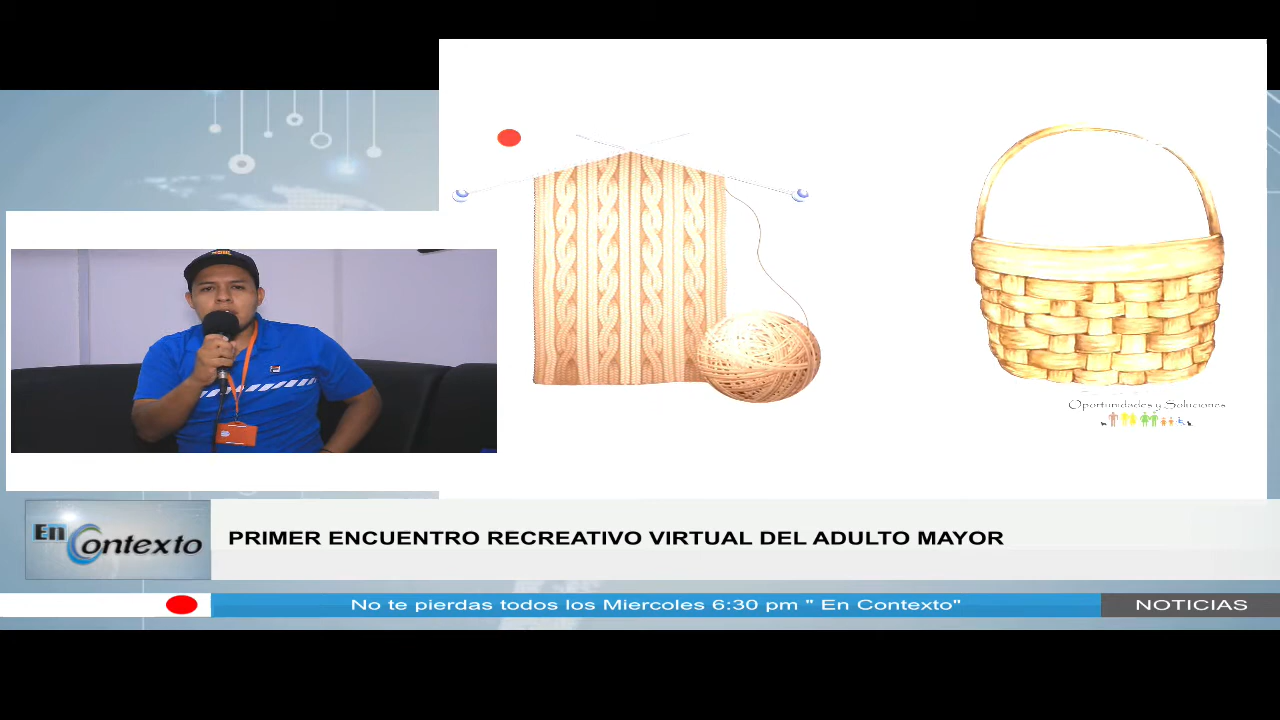 Oportunidades y Soluciones
En Contexto
PRIMER ENCUENTRO RECREATIVO VIRTUAL DEL ADULTO MAYOR
No te pierdas todos los Miercoles 6:30 pm " En Contexto"
NOTICIAS